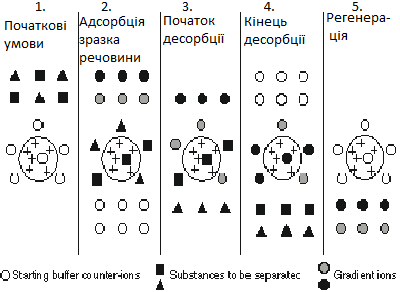 1.
Початкові
умови
2.
Адсорбція
зразка
речовини
3.
Початок
десорбції
4.
Кінець
десорбції
5.
Регенера-
ція
Starting buffer counter-ions
Substances to be separatec
Gradient ions